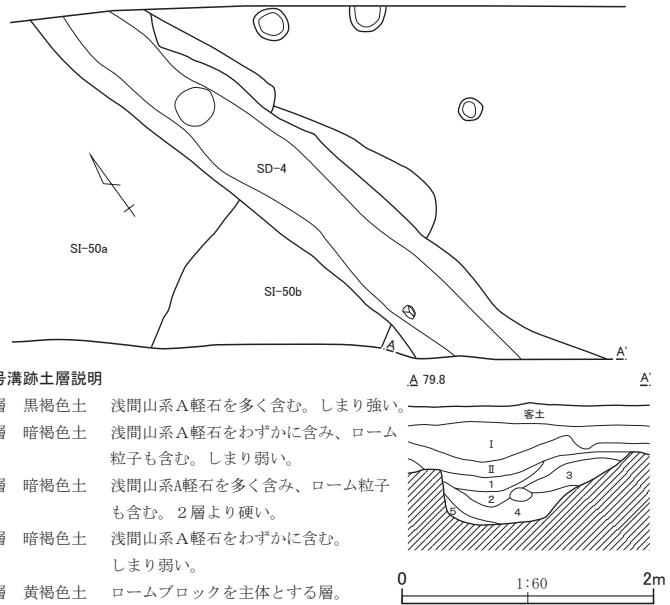 SD-4
SI-50a
SI-50b
A
A'
号溝跡土層説明
層 黒褐色土 浅間山系A軽石を多く含む。しまり強い。
層 暗褐色土 浅間山系A軽石をわずかに含み、ローム
粒子も含む。しまり弱い。
層 暗褐色土 浅間山系A軽石を多く含み、ローム粒子
も含む。2層より硬い。
層 暗褐色土 浅間山系A軽石をわずかに含む。
しまり弱い。
層 黄褐色土 ロームブロックを主体とする層。
A 79.8
A'
客土
I
II
1
2
3
4
5
0
1:60
2m